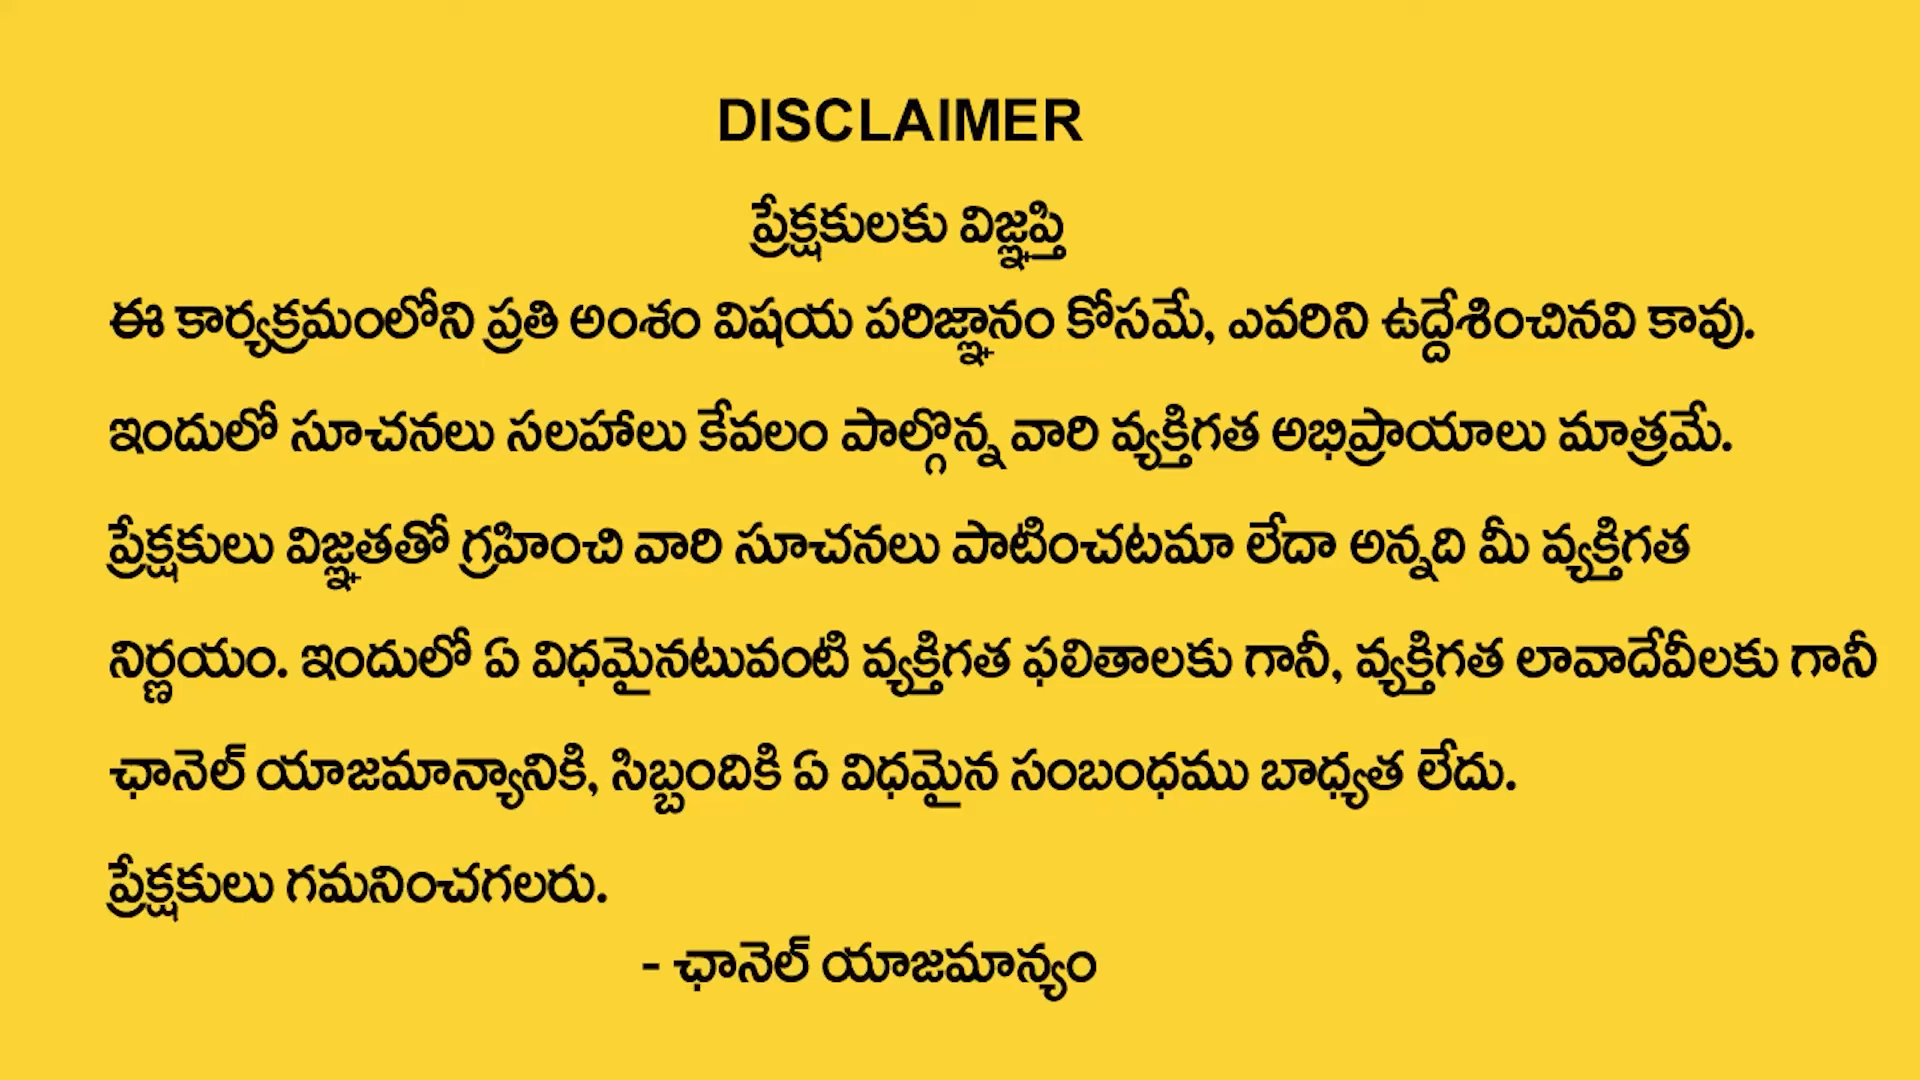 DISCLAIMER
ప్రేక్షకులకు విజ్ఞప్తి
ఈ కార్యక్రమంలోని ప్రతి అంశం విషయ పరిజ్ఞానం కోసమే, ఎవరిని ఉద్దేశించినవి కావు.
ఇందులో సూచనలు సలహాలు కేవలం పాల్గొన్న వారి వ్యక్తిగత అభిప్రాయాలు మాత్రమే.
ప్రేక్షకులు విజ్ఞతతో గ్రహించి వారి సూచనలు పాటించటమా లేదా అన్నది మీ వ్యక్తిగత
నిర్ణయం. ఇందులో ఏ విధమైనటువంటి వ్యక్తిగత ఫలితాలకు గానీ, వ్యక్తిగత లావాదేవీలకు గానీ
ఛానెల్ యాజమాన్యానికి, సిబ్బందికి ఏ విధమైన సంబంధము బాధ్యత లేదు.
ప్రేక్షకులు గమనించగలరు.
- ఛానెల్ యాజమాన్యం